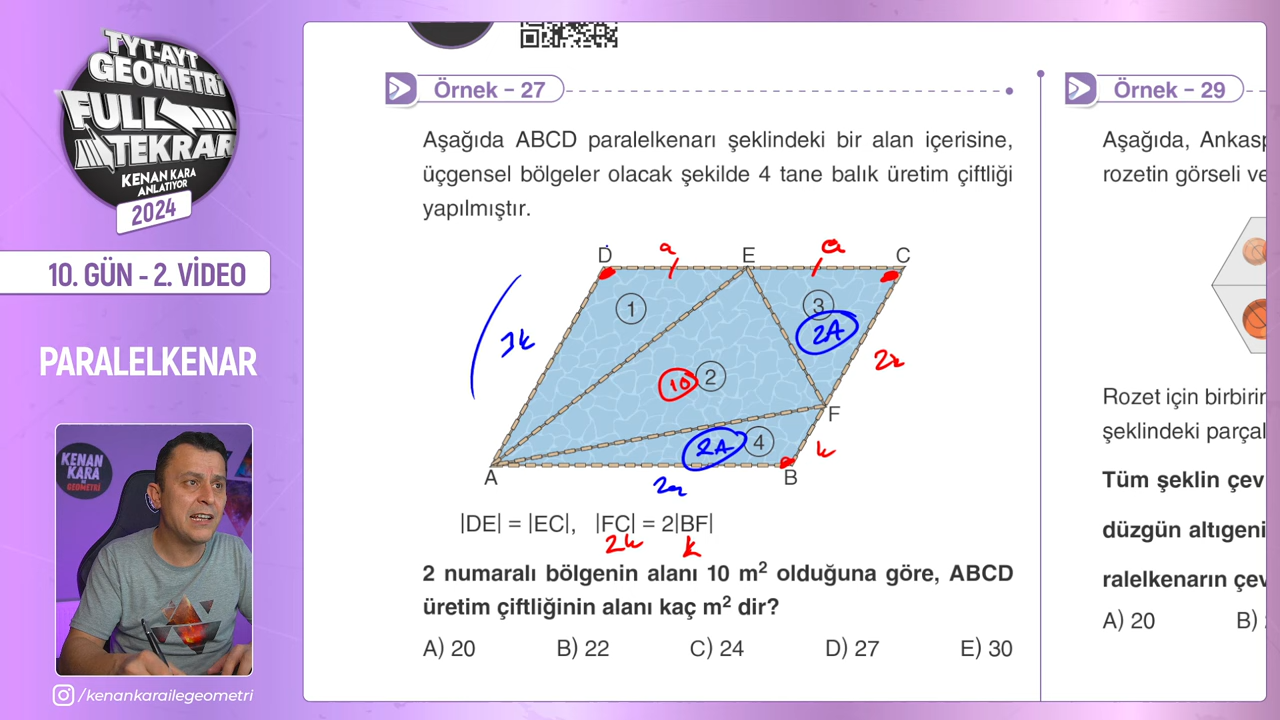 TYT-AYT
GEOMETRİ
FULL
TEKRAR
KENAN KARA
ANLATIYOR
2024
10. GÜN - 2. VİDEO
PARALELKENAR
KENAN
KARA
GEOMETRİ
/kenankarailegeometri
Örnek – 27
Aşağıda ABCD paralelkenarı şeklindeki bir alan içerisine,
üçgensel bölgeler olacak şekilde 4 tane balık üretim çiftliği
yapılmıştır.
D a E a C
1 3
3k 2A
2k
10 2
F
2A 4 k
A 2a B
|DE| = |EC|, |FC| = 2|BF|
2k k
2 numaralı bölgenin alanı 10 m² olduğuna göre, ABCD
üretim çiftliğinin alanı kaç m² dir?
A) 20 B) 22 C) 24 D) 27 E) 30
Örnek – 29
Aşağıda, Ankasp
rozetin görseli ve
Rozet için birbirin
şeklindeki parçal
Tüm şeklin çev
düzgün altıgeni
ralelkenarın çev
A) 20 B)